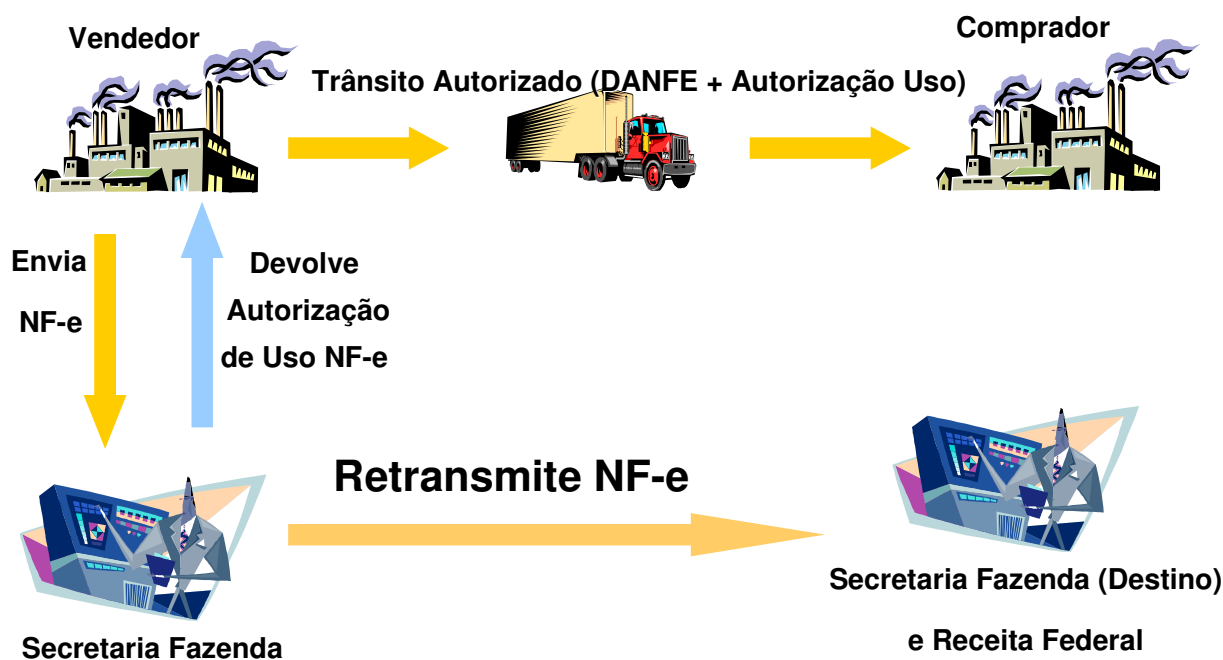 Vendedor
Comprador
Trânsito Autorizado (DANFE + Autorização Uso)
Envia
NF-e
Devolve
Autorização
de Uso NF-e
Retransmite NF-e
Secretaria Fazenda
Secretaria Fazenda (Destino)
e Receita Federal